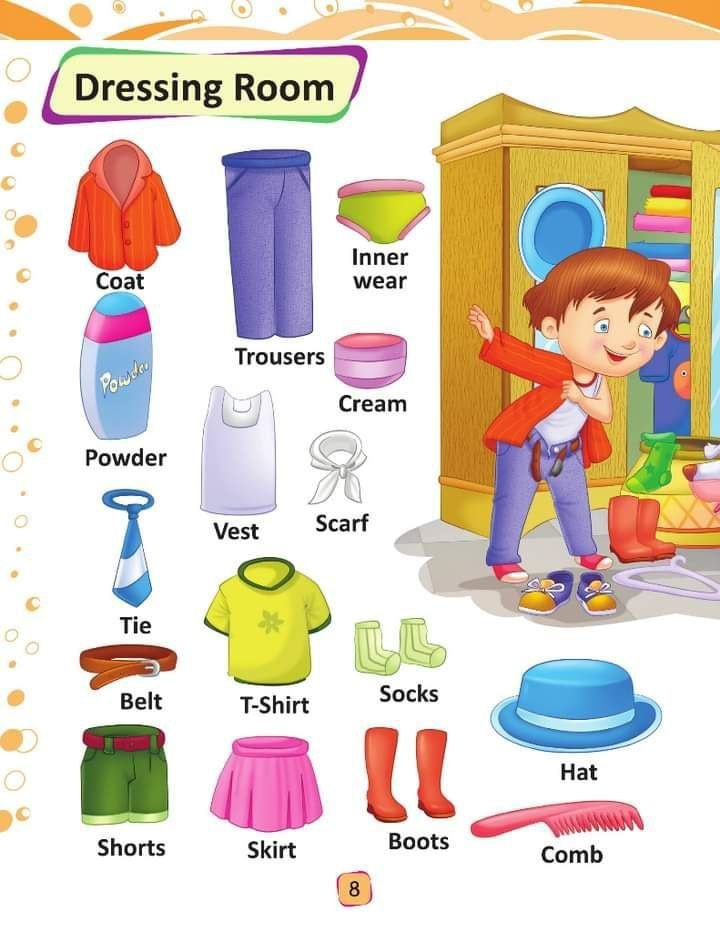 Dressing Room
Coat
Trousers
Inner
wear
Powder
Powder
Cream
Vest
Scarf
Tie
Belt
T-Shirt
Socks
Hat
Shorts
Skirt
Boots
Comb
8